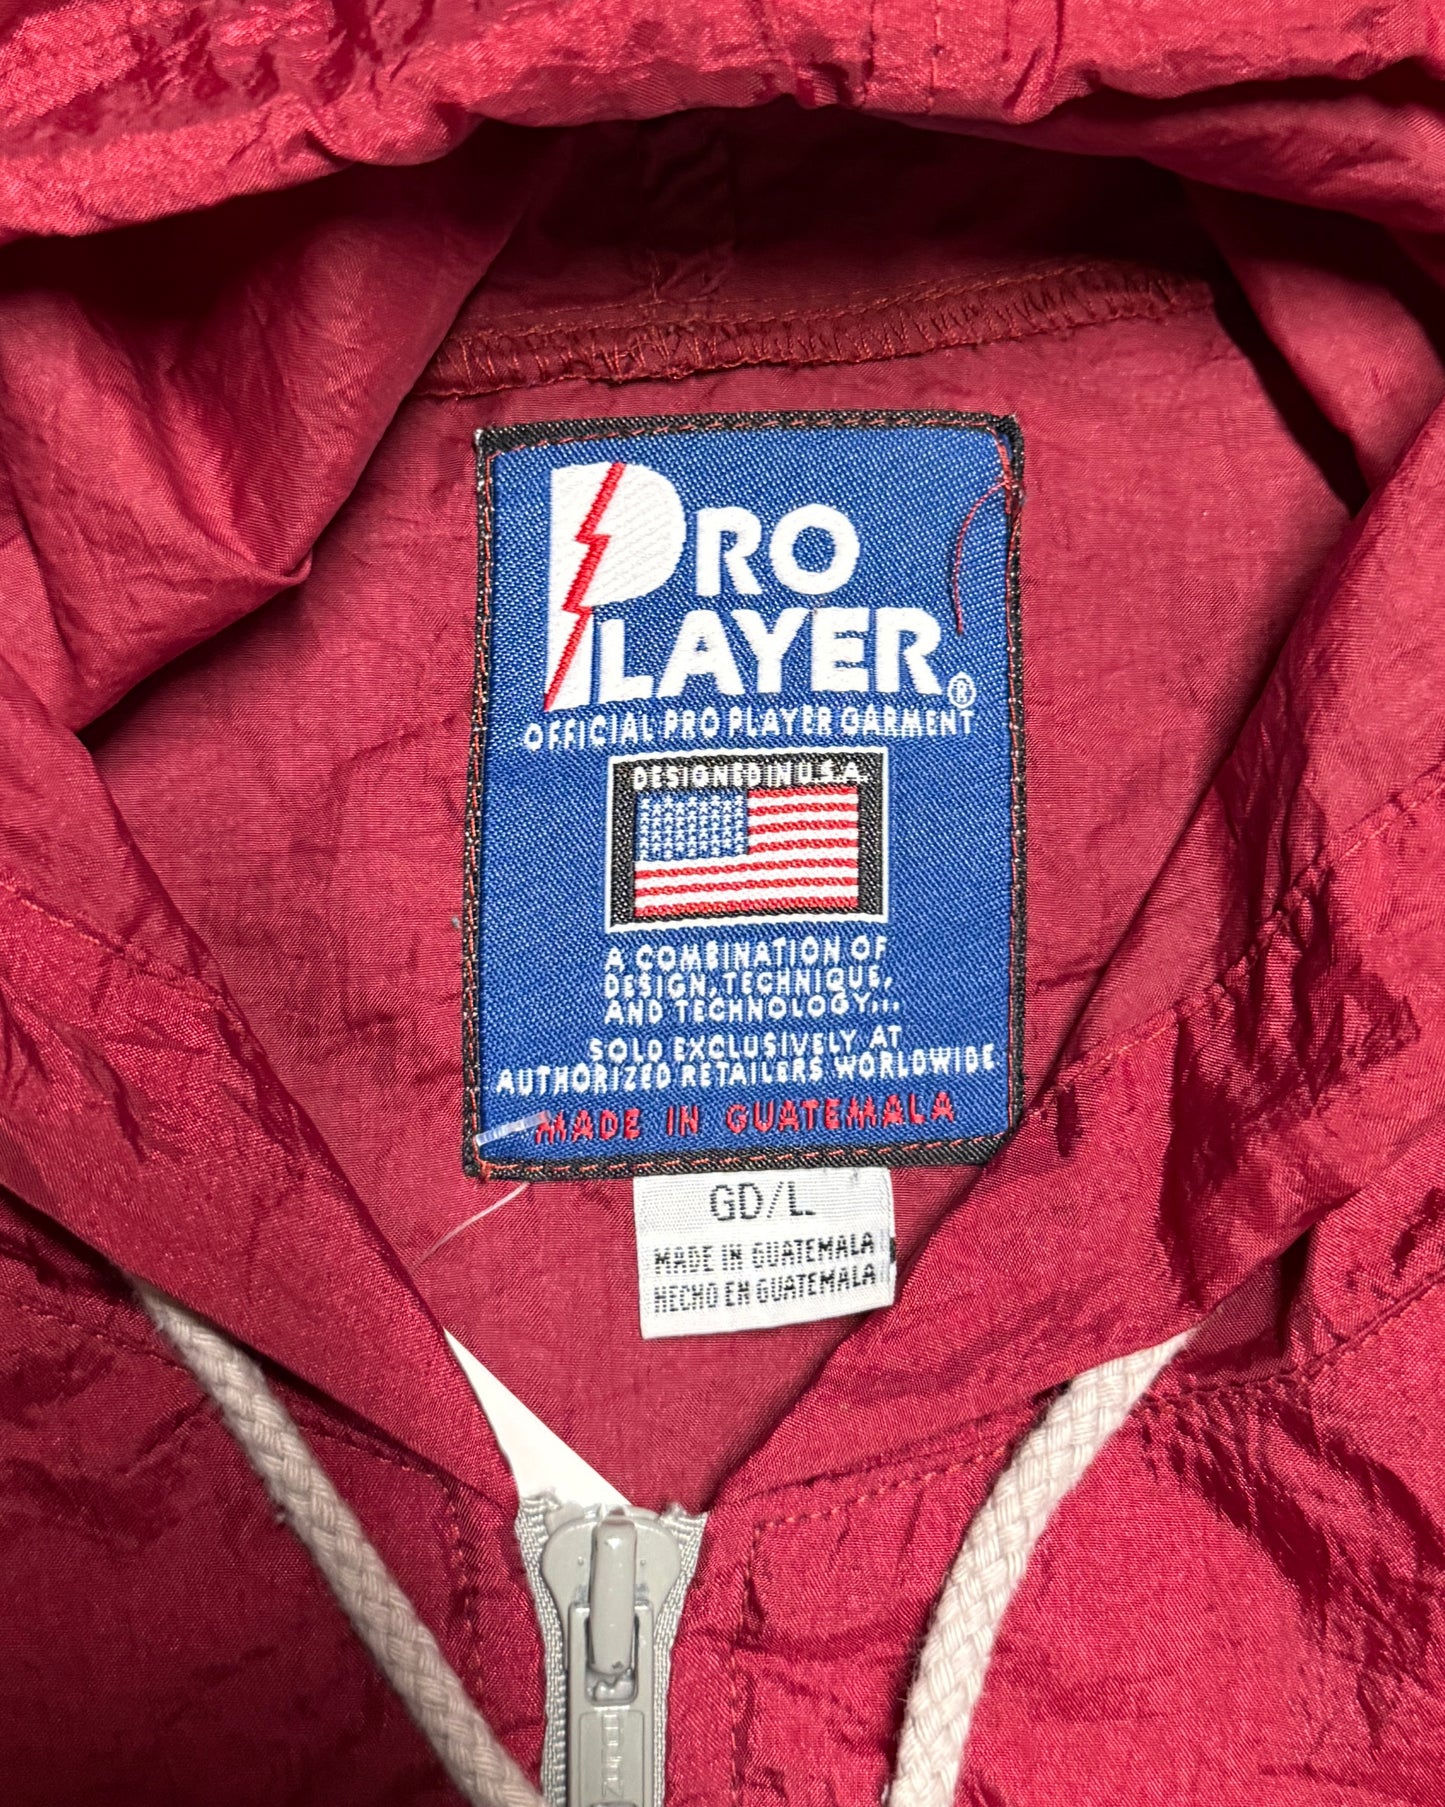 PRO
PLAYER®
OFFICIAL PRO PLAYER GARMENT
DESIGNED IN U.S.A.
A COMBINATION OF
DESIGN, TECHNIQUE,
AND TECHNOLOGY...
SOLD EXCLUSIVELY AT
AUTHORIZED RETAILERS WORLDWIDE
MADE IN GUATEMALA
GD/L
MADE IN GUATEMALA
HECHO EN GUATEMALA